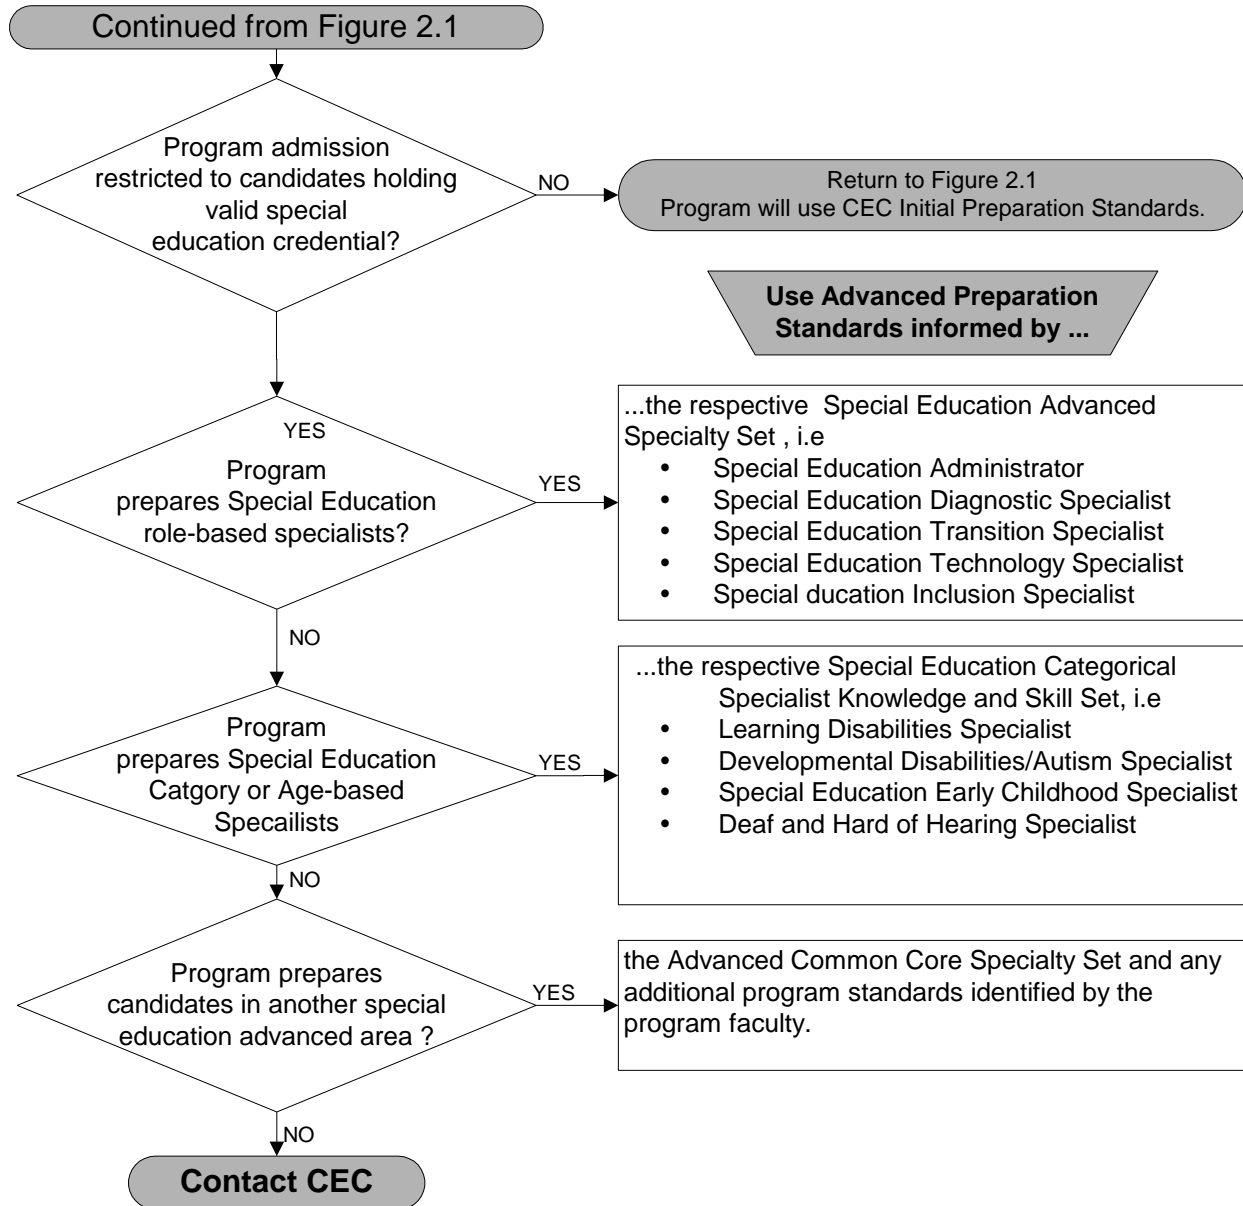 Continued from Figure 2.1
Program admission
restricted to candidates holding
valid special
education credential?
NO
Return to Figure 2.1
Program will use CEC Initial Preparation Standards.
Use Advanced Preparation
Standards informed by ...
YES
Program
prepares Special Education
role-based specialists?
YES
...the respective Special Education Advanced
Specialty Set , i.e
• Special Education Administrator
• Special Education Diagnostic Specialist
• Special Education Transition Specialist
• Special Education Technology Specialist
• Special ducation Inclusion Specialist
NO
Program
prepares Special Education
Catgory or Age-based
Specailists
YES
...the respective Special Education Categorical
Specialist Knowledge and Skill Set, i.e
• Learning Disabilities Specialist
• Developmental Disabilities/Autism Specialist
• Special Education Early Childhood Specialist
• Deaf and Hard of Hearing Specialist
NO
Program prepares
candidates in another special
education advanced area ?
YES
the Advanced Common Core Specialty Set and any
additional program standards identified by the
program faculty.
NO
Contact CEC